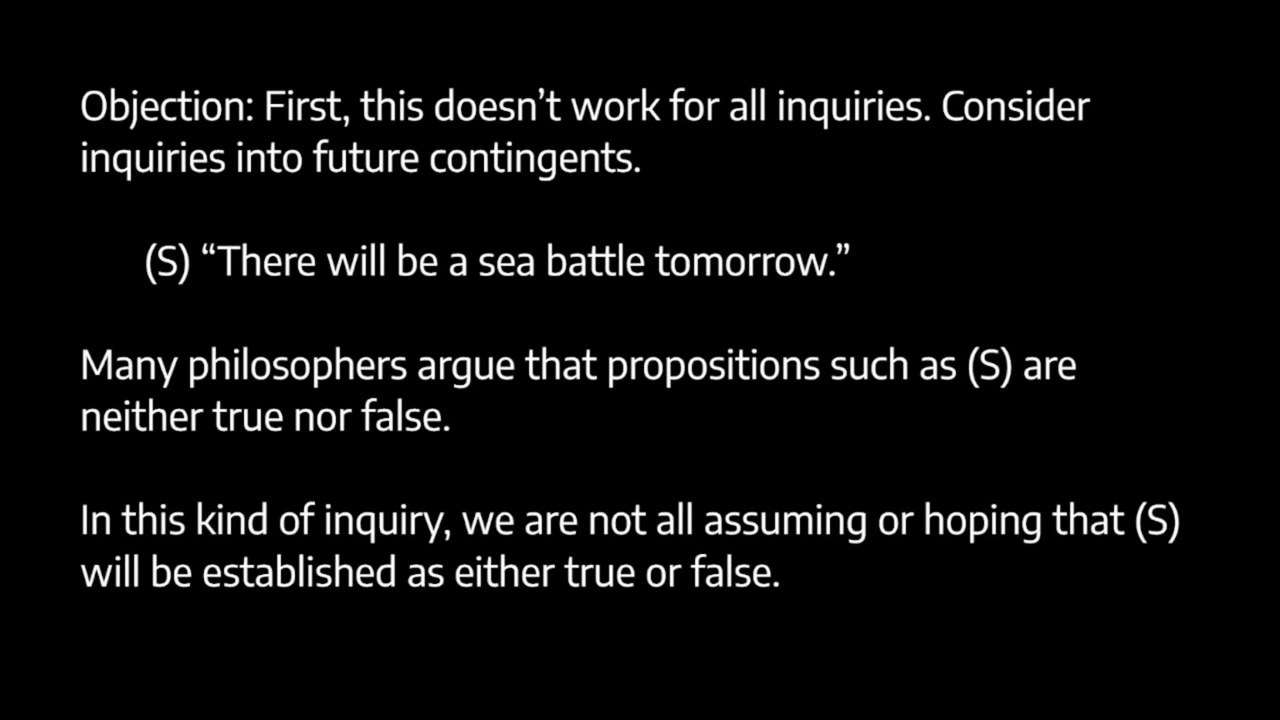 Objection: First, this doesn’t work for all inquiries. Consider
inquiries into future contingents.
(S) “There will be a sea battle tomorrow.”
Many philosophers argue that propositions such as (S) are
neither true nor false.
In this kind of inquiry, we are not all assuming or hoping that (S)
will be established as either true or false.